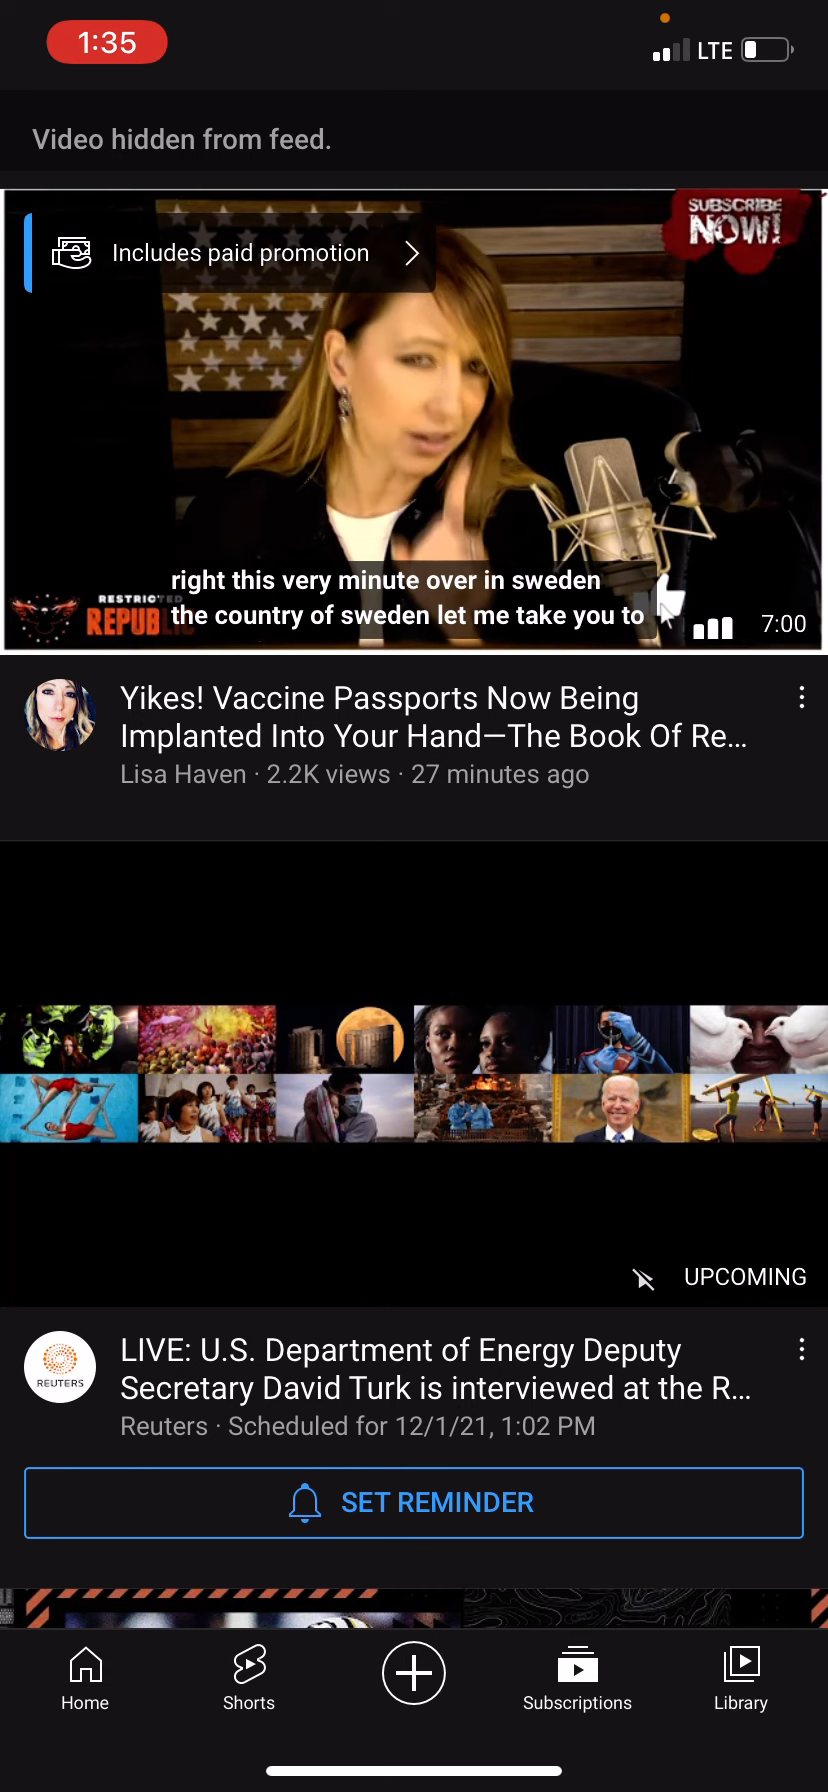 1:35
LTE
Video hidden from feed.
SUBSCRIBE
NOW!
Includes paid promotion
right this very minute over in sweden
the country of sweden let me take you to
RESTRICTED
REPUBLIC
7:00
Yikes! Vaccine Passports Now Being
Implanted Into Your Hand—The Book Of Re...
Lisa Haven · 2.2K views · 27 minutes ago
UPCOMING
REUTERS
LIVE: U.S. Department of Energy Deputy
Secretary David Turk is interviewed at the R...
Reuters · Scheduled for 12/1/21, 1:02 PM
SET REMINDER
Home
Shorts
Subscriptions
Library